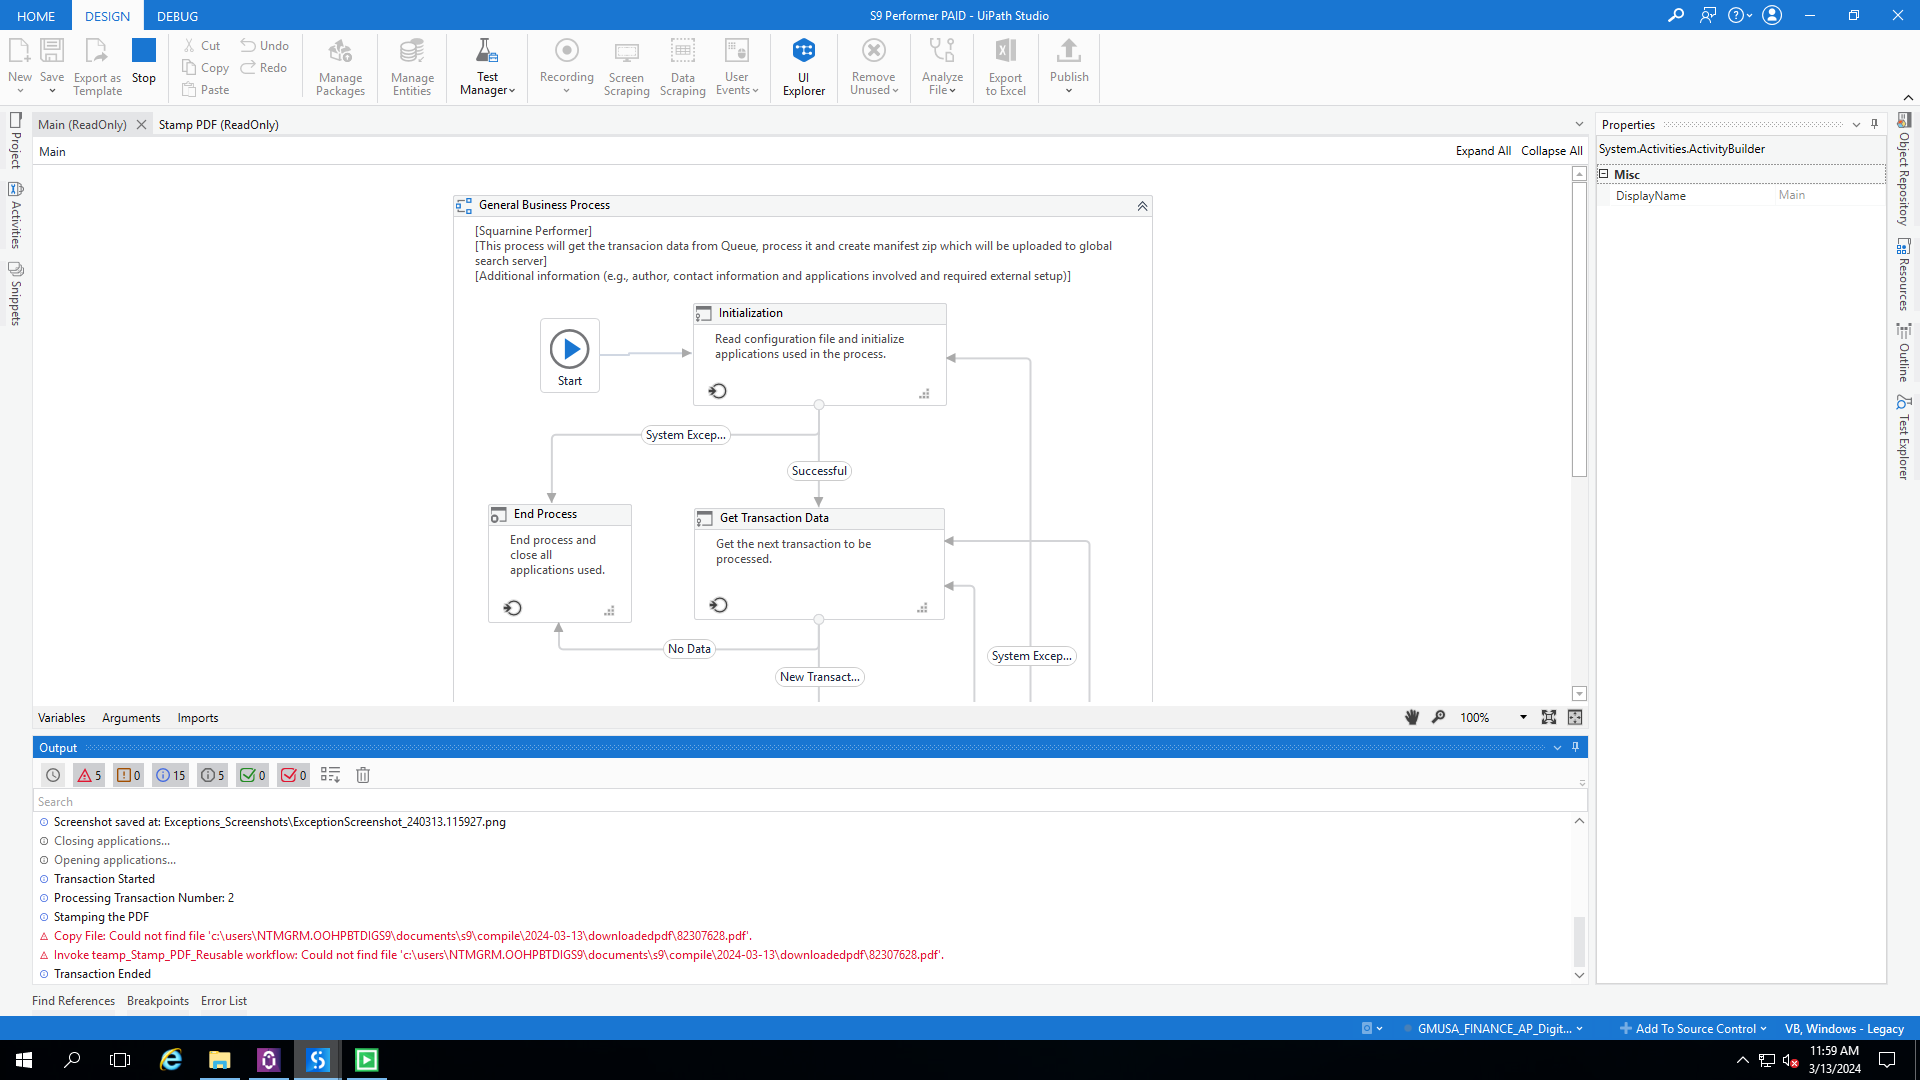 HOME
DESIGN
DEBUG
S9 Performer PAID - UiPath Studio
New
Save
Export as
Template
Stop
Cut
Copy
Paste
Undo
Redo
Manage
Packages
Manage
Entities
Test
Manager
Recording
Screen
Scraping
Data
Scraping
User
Events
UI
Explorer
Remove
Unused
Analyze
File
Export
to Excel
Publish
Project
Activities
Snippets
Main (ReadOnly)
Stamp PDF (ReadOnly)
Main
Expand All
Collapse All
General Business Process
[Squarnine Performer]
[This process will get the transacion data from Queue, process it and create manifest zip which will be uploaded to global
search server]
[Additional information (e.g., author, contact information and applications involved and required external setup)]
Start
Initialization
Read configuration file and initialize
applications used in the process.
System Excep...
Successful
End Process
End process and
close all
applications used.
Get Transaction Data
Get the next transaction to be
processed.
No Data
New Transact...
System Excep...
Variables
Arguments
Imports
100%
Properties
System.Activities.ActivityBuilder
Misc
DisplayName
Main
Object Repository
Resources
Outline
Test Explorer
Output
5
0
15
5
0
0
Search
Screenshot saved at: Exceptions_Screenshots\ExceptionScreenshot_240313.115927.png
Closing applications...
Opening applications...
Transaction Started
Processing Transaction Number: 2
Stamping the PDF
Copy File: Could not find file 'c:\users\NTMGRM.OOHPBTDIGS9\documents\s9\compile\2024-03-13\downloadedpdf\82307628.pdf'.
Invoke teamp_Stamp_PDF_Reusable workflow: Could not find file 'c:\users\NTMGRM.OOHPBTDIGS9\documents\s9\compile\2024-03-13\downloadedpdf\82307628.pdf'.
Transaction Ended
Find References
Breakpoints
Error List
GMUSA_FINANCE_AP_Digit...
Add To Source Control
VB, Windows - Legacy
11:59 AM
3/13/2024